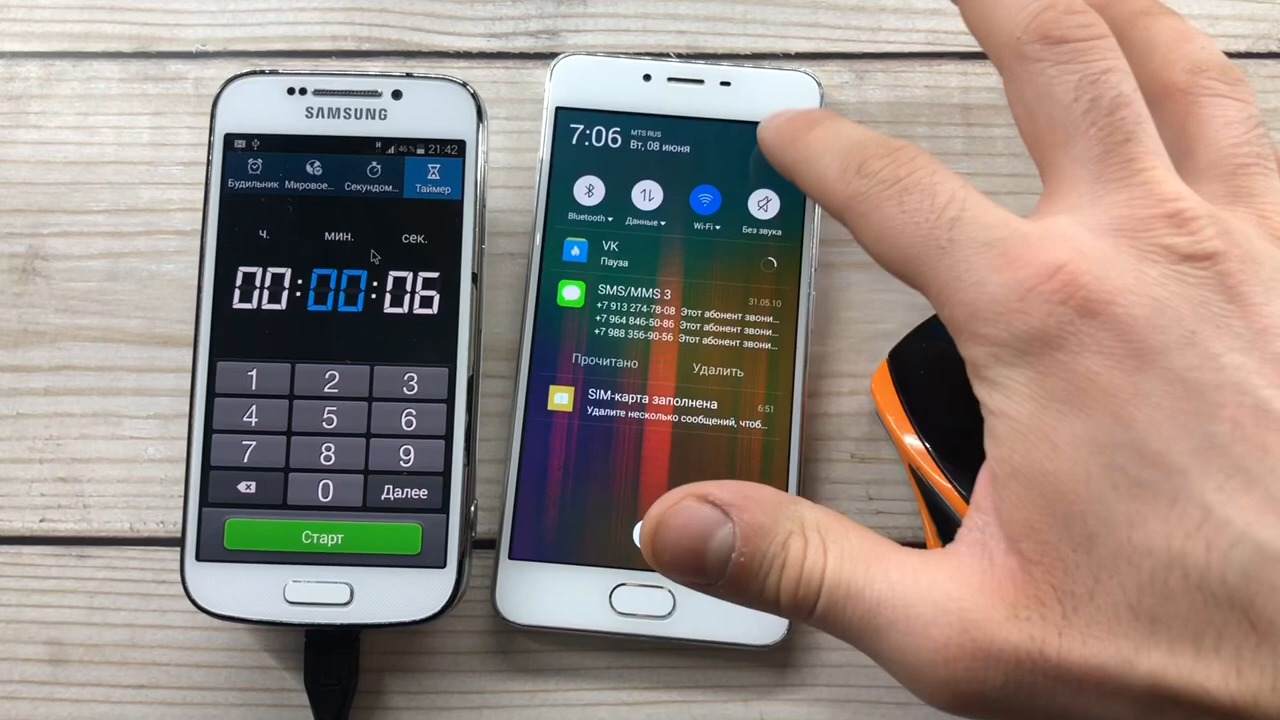 SAMSUNG
H 46% 21:42
Будильник Мировое... Секундом... Таймер
ч. мин. сек.
00:00:06
1 2 3
4 5 6
7 8 9
0 Далее
Старт
7:06 MTS RUS
Вт, 08 июня
Bluetooth Данные Wi-Fi Без звука
VK
Пауза
SMS/MMS 3 31.05.10
+7 913 274-78-08 Этот абонент звони...
+7 964 846-50-86 Этот абонент звони...
+7 988 356-90-56 Этот абонент звони...
Прочитано Удалить
SIM-карта заполнена 6:51
Удалите несколько сообщений, чтоб...